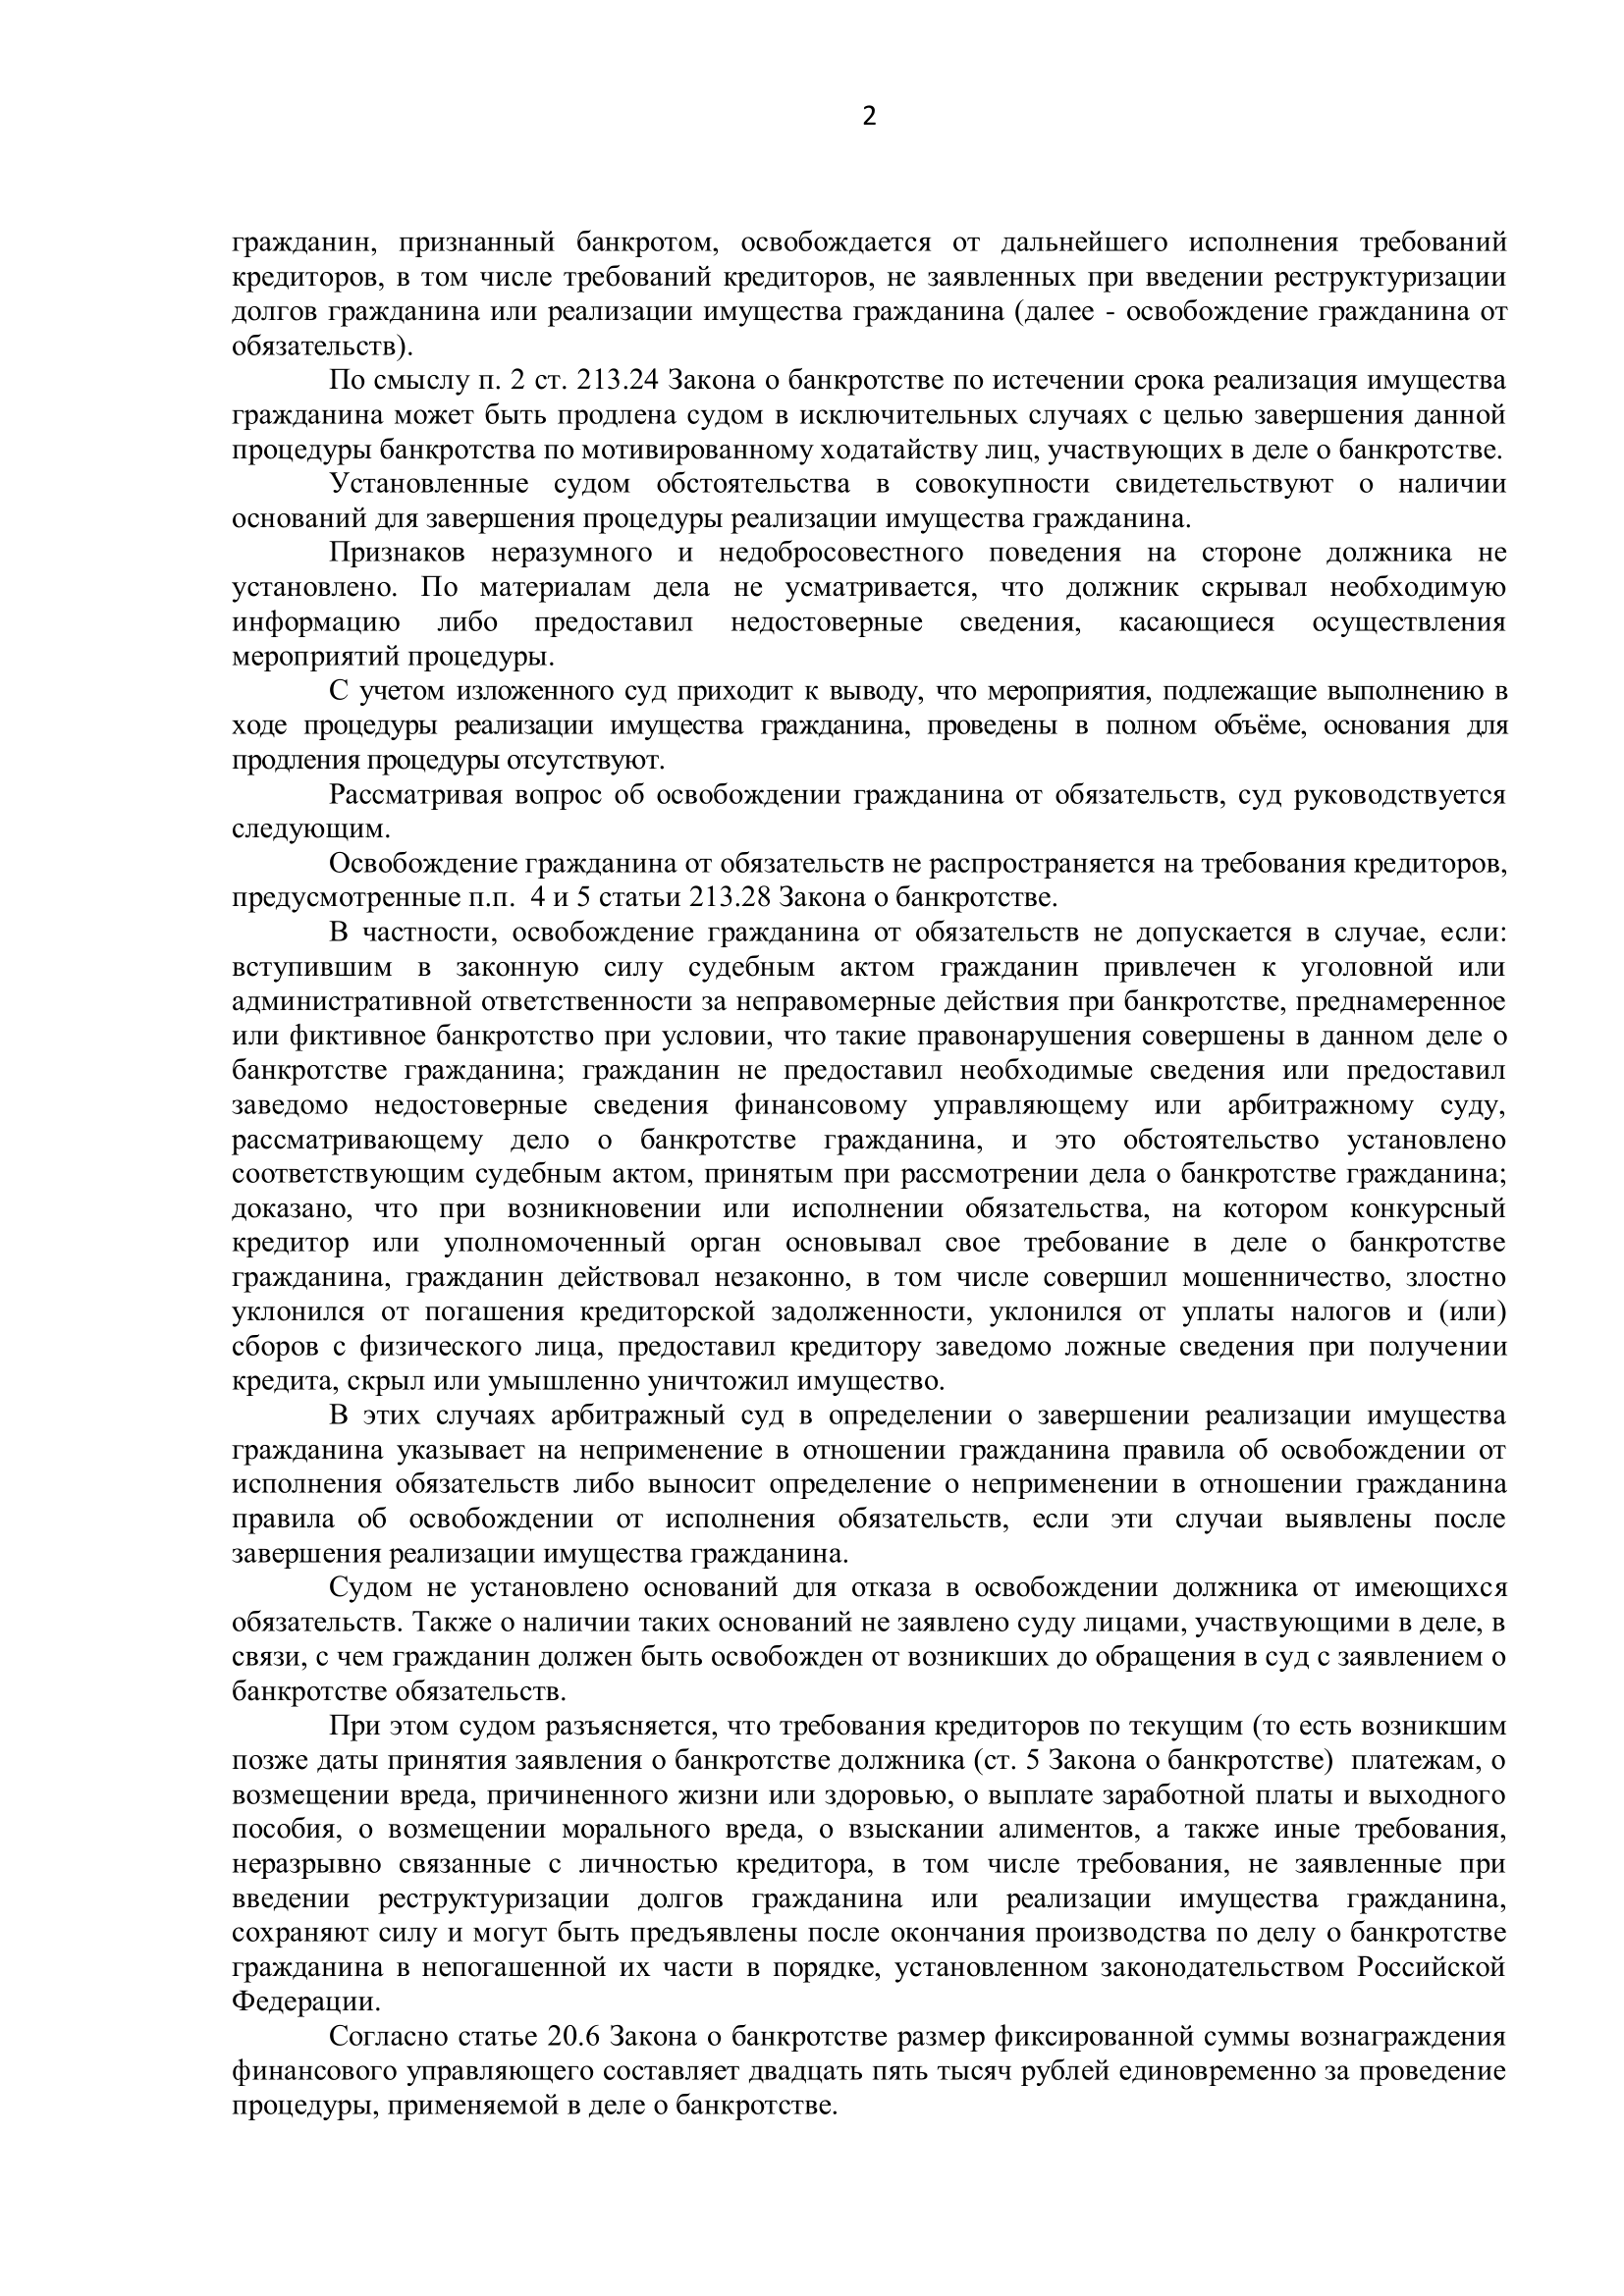 2
гражданин, признанный банкротом, освобождается от дальнейшего исполнения требований
кредиторов, в том числе требований кредиторов, не заявленных при введении реструктуризации
долгов гражданина или реализации имущества гражданина (далее - освобождение гражданина от
обязательств).
По смыслу п. 2 ст. 213.24 Закона о банкротстве по истечении срока реализация имущества
гражданина может быть продлена судом в исключительных случаях с целью завершения данной
процедуры банкротства по мотивированному ходатайству лиц, участвующих в деле о банкротстве.
Установленные судом обстоятельства в совокупности свидетельствуют о наличии
оснований для завершения процедуры реализации имущества гражданина.
Признаков неразумного и недобросовестного поведения на стороне должника не
установлено. По материалам дела не усматривается, что должник скрывал необходимую
информацию либо предоставил недостоверные сведения, касающиеся осуществления
мероприятий процедуры.
С учетом изложенного суд приходит к выводу, что мероприятия, подлежащие выполнению в
ходе процедуры реализации имущества гражданина, проведены в полном объёме, основания для
продления процедуры отсутствуют.
Рассматривая вопрос об освобождении гражданина от обязательств, суд руководствуется
следующим.
Освобождение гражданина от обязательств не распространяется на требования кредиторов,
предусмотренные п.п.  4 и 5 статьи 213.28 Закона о банкротстве.
В частности, освобождение гражданина от обязательств не допускается в случае, если:
вступившим в законную силу судебным актом гражданин привлечен к уголовной или
административной ответственности за неправомерные действия при банкротстве, преднамеренное
или фиктивное банкротство при условии, что такие правонарушения совершены в данном деле о
банкротстве гражданина; гражданин не предоставил необходимые сведения или предоставил
заведомо недостоверные сведения финансовому управляющему или арбитражному суду,
рассматривающему дело о банкротстве гражданина, и это обстоятельство установлено
соответствующим судебным актом, принятым при рассмотрении дела о банкротстве гражданина;
доказано, что при возникновении или исполнении обязательства, на котором конкурсный
кредитор или уполномоченный орган основывал свое требование в деле о банкротстве
гражданина, гражданин действовал незаконно, в том числе совершил мошенничество, злостно
уклонился от погашения кредиторской задолженности, уклонился от уплаты налогов и (или)
сборов с физического лица, предоставил кредитору заведомо ложные сведения при получении
кредита, скрыл или умышленно уничтожил имущество.
В этих случаях арбитражный суд в определении о завершении реализации имущества
гражданина указывает на неприменение в отношении гражданина правила об освобождении от
исполнения обязательств либо выносит определение о неприменении в отношении гражданина
правила об освобождении от исполнения обязательств, если эти случаи выявлены после
завершения реализации имущества гражданина.
Судом не установлено оснований для отказа в освобождении должника от имеющихся
обязательств. Также о наличии таких оснований не заявлено суду лицами, участвующими в деле, в
связи, с чем гражданин должен быть освобожден от возникших до обращения в суд с заявлением о
банкротстве обязательств.
При этом судом разъясняется, что требования кредиторов по текущим (то есть возникшим
позже даты принятия заявления о банкротстве должника (ст. 5 Закона о банкротстве)  платежам, о
возмещении вреда, причиненного жизни или здоровью, о выплате заработной платы и выходного
пособия, о возмещении морального вреда, о взыскании алиментов, а также иные требования,
неразрывно связанные с личностью кредитора, в том числе требования, не заявленные при
введении реструктуризации долгов гражданина или реализации имущества гражданина,
сохраняют силу и могут быть предъявлены после окончания производства по делу о банкротстве
гражданина в непогашенной их части в порядке, установленном законодательством Российской
Федерации.
Согласно статье 20.6 Закона о банкротстве размер фиксированной суммы вознаграждения
финансового управляющего составляет двадцать пять тысяч рублей единовременно за проведение
процедуры, применяемой в деле о банкротстве.